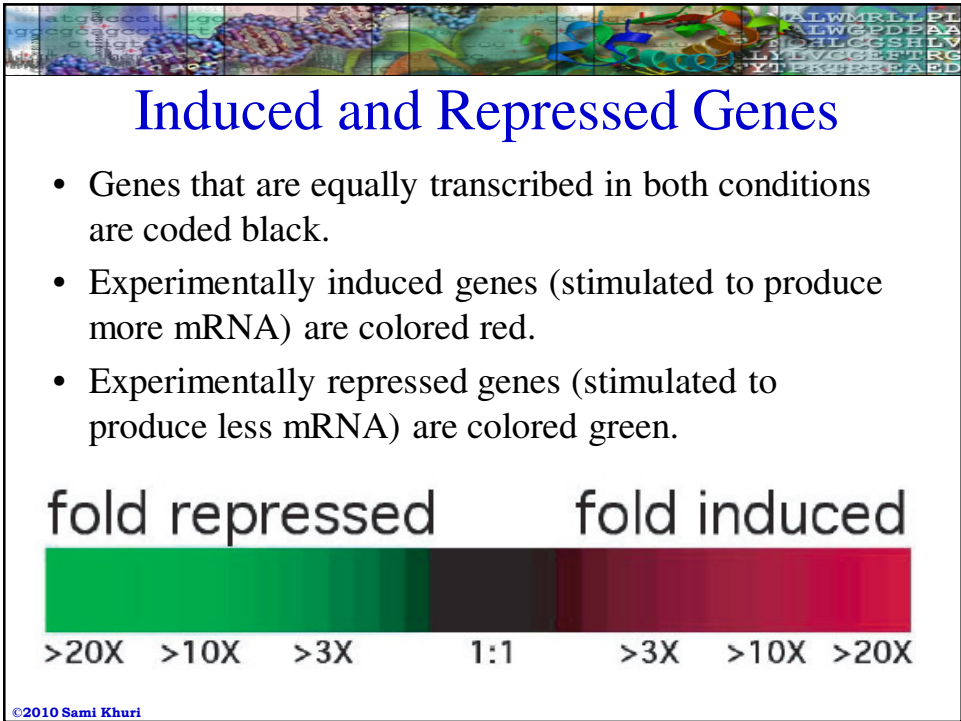 ALWMRLLPL
ALWGPDPAA
Induced and Repressed Genes
• Genes that are equally transcribed in both conditions
are coded black.
• Experimentally induced genes (stimulated to produce
more mRNA) are colored red.
• Experimentally repressed genes (stimulated to
produce less mRNA) are colored green.
fold repressed fold induced
>20X >10X >3X 1:1 >3X >10X >20X
©2010 Sami Khuri